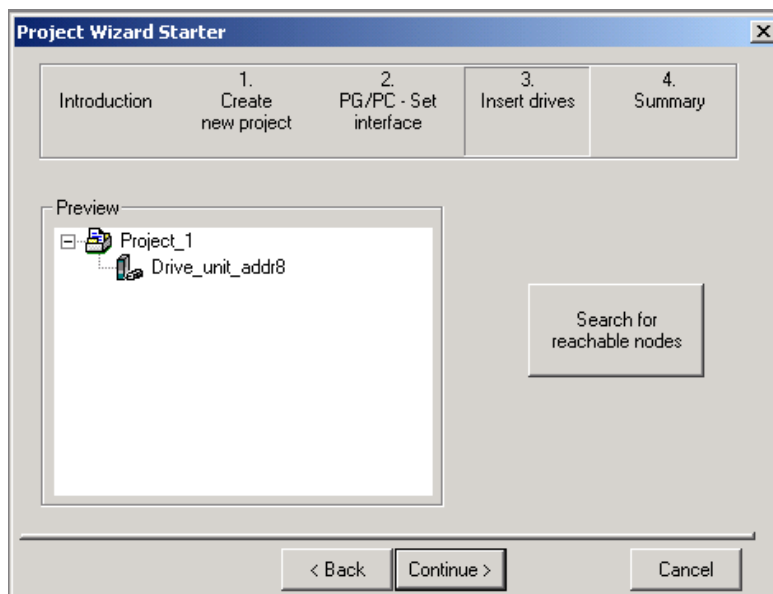 Project Wizard Starter
Introduction
1.
Create
new project
2.
PG/PC - Set
interface
3.
Insert drives
4.
Summary
Preview
Project_1
Drive_unit_addr8
Search for
reachable nodes
< Back
Continue >
Cancel